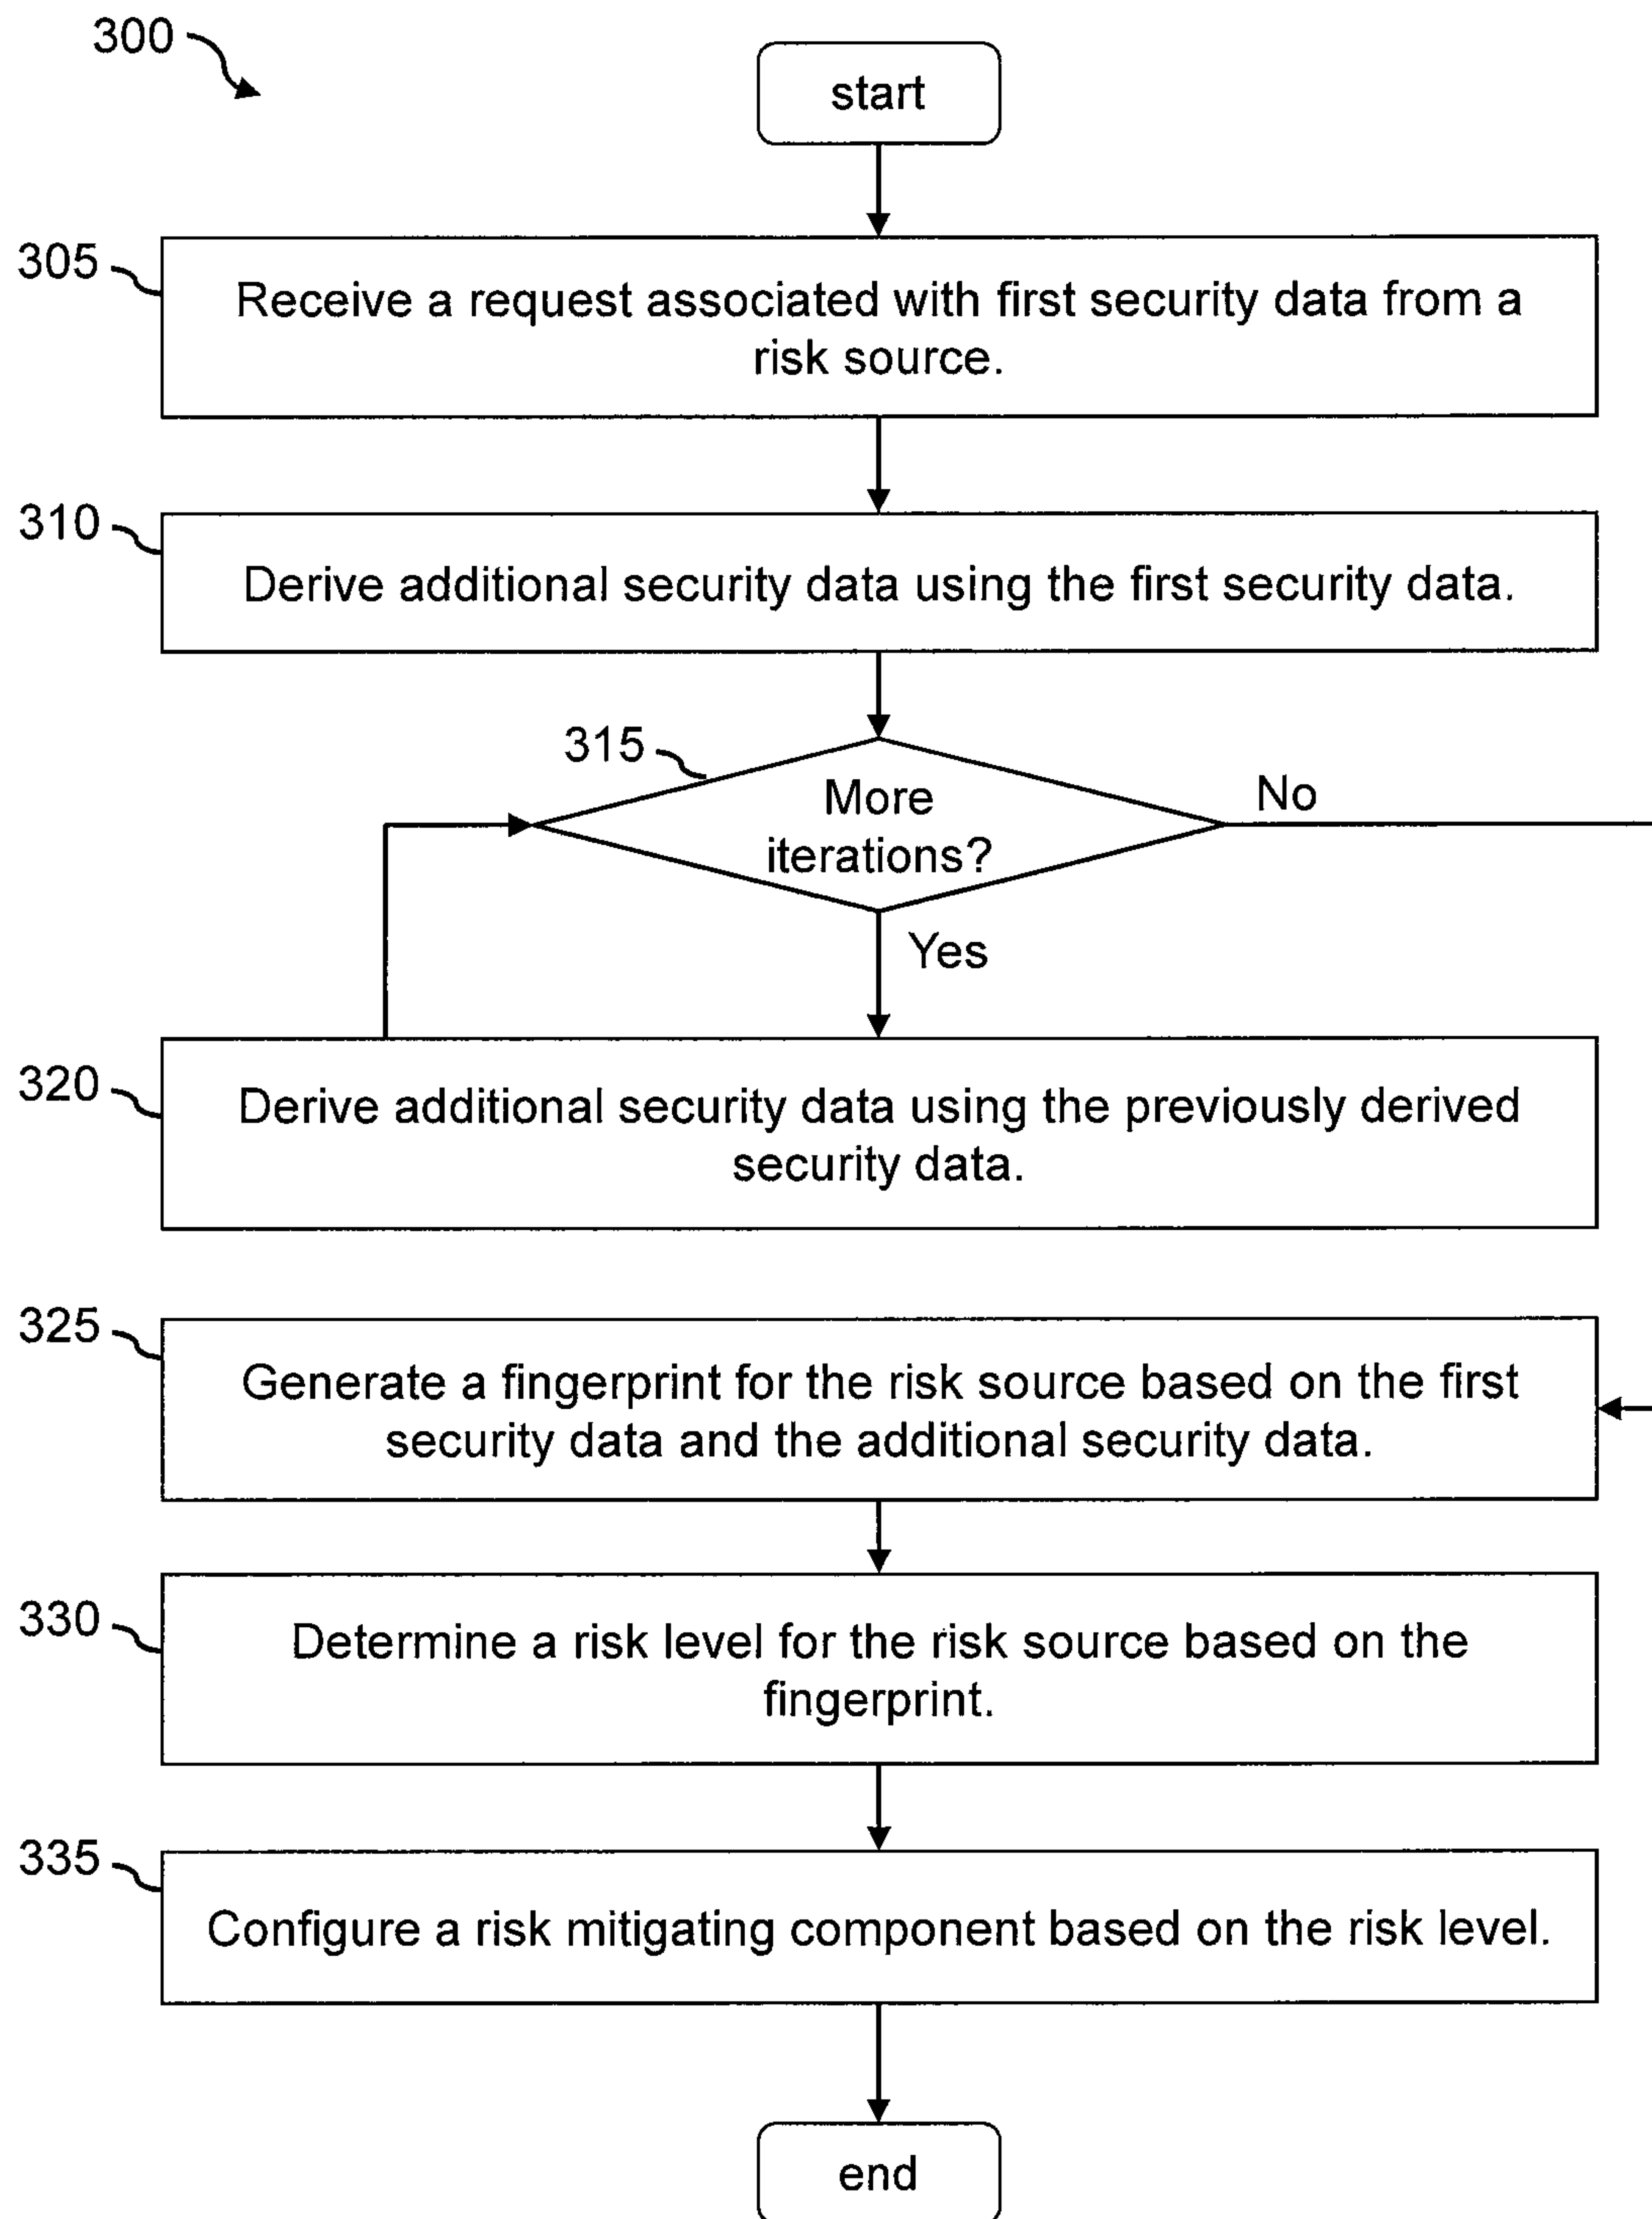 300
start
305
Receive a request associated with first security data from a
risk source.
310
Derive additional security data using the first security data.
315
More
iterations?
No
Yes
320
Derive additional security data using the previously derived
security data.
325
Generate a fingerprint for the risk source based on the first
security data and the additional security data.
330
Determine a risk level for the risk source based on the
fingerprint.
335
Configure a risk mitigating component based on the risk level.
end